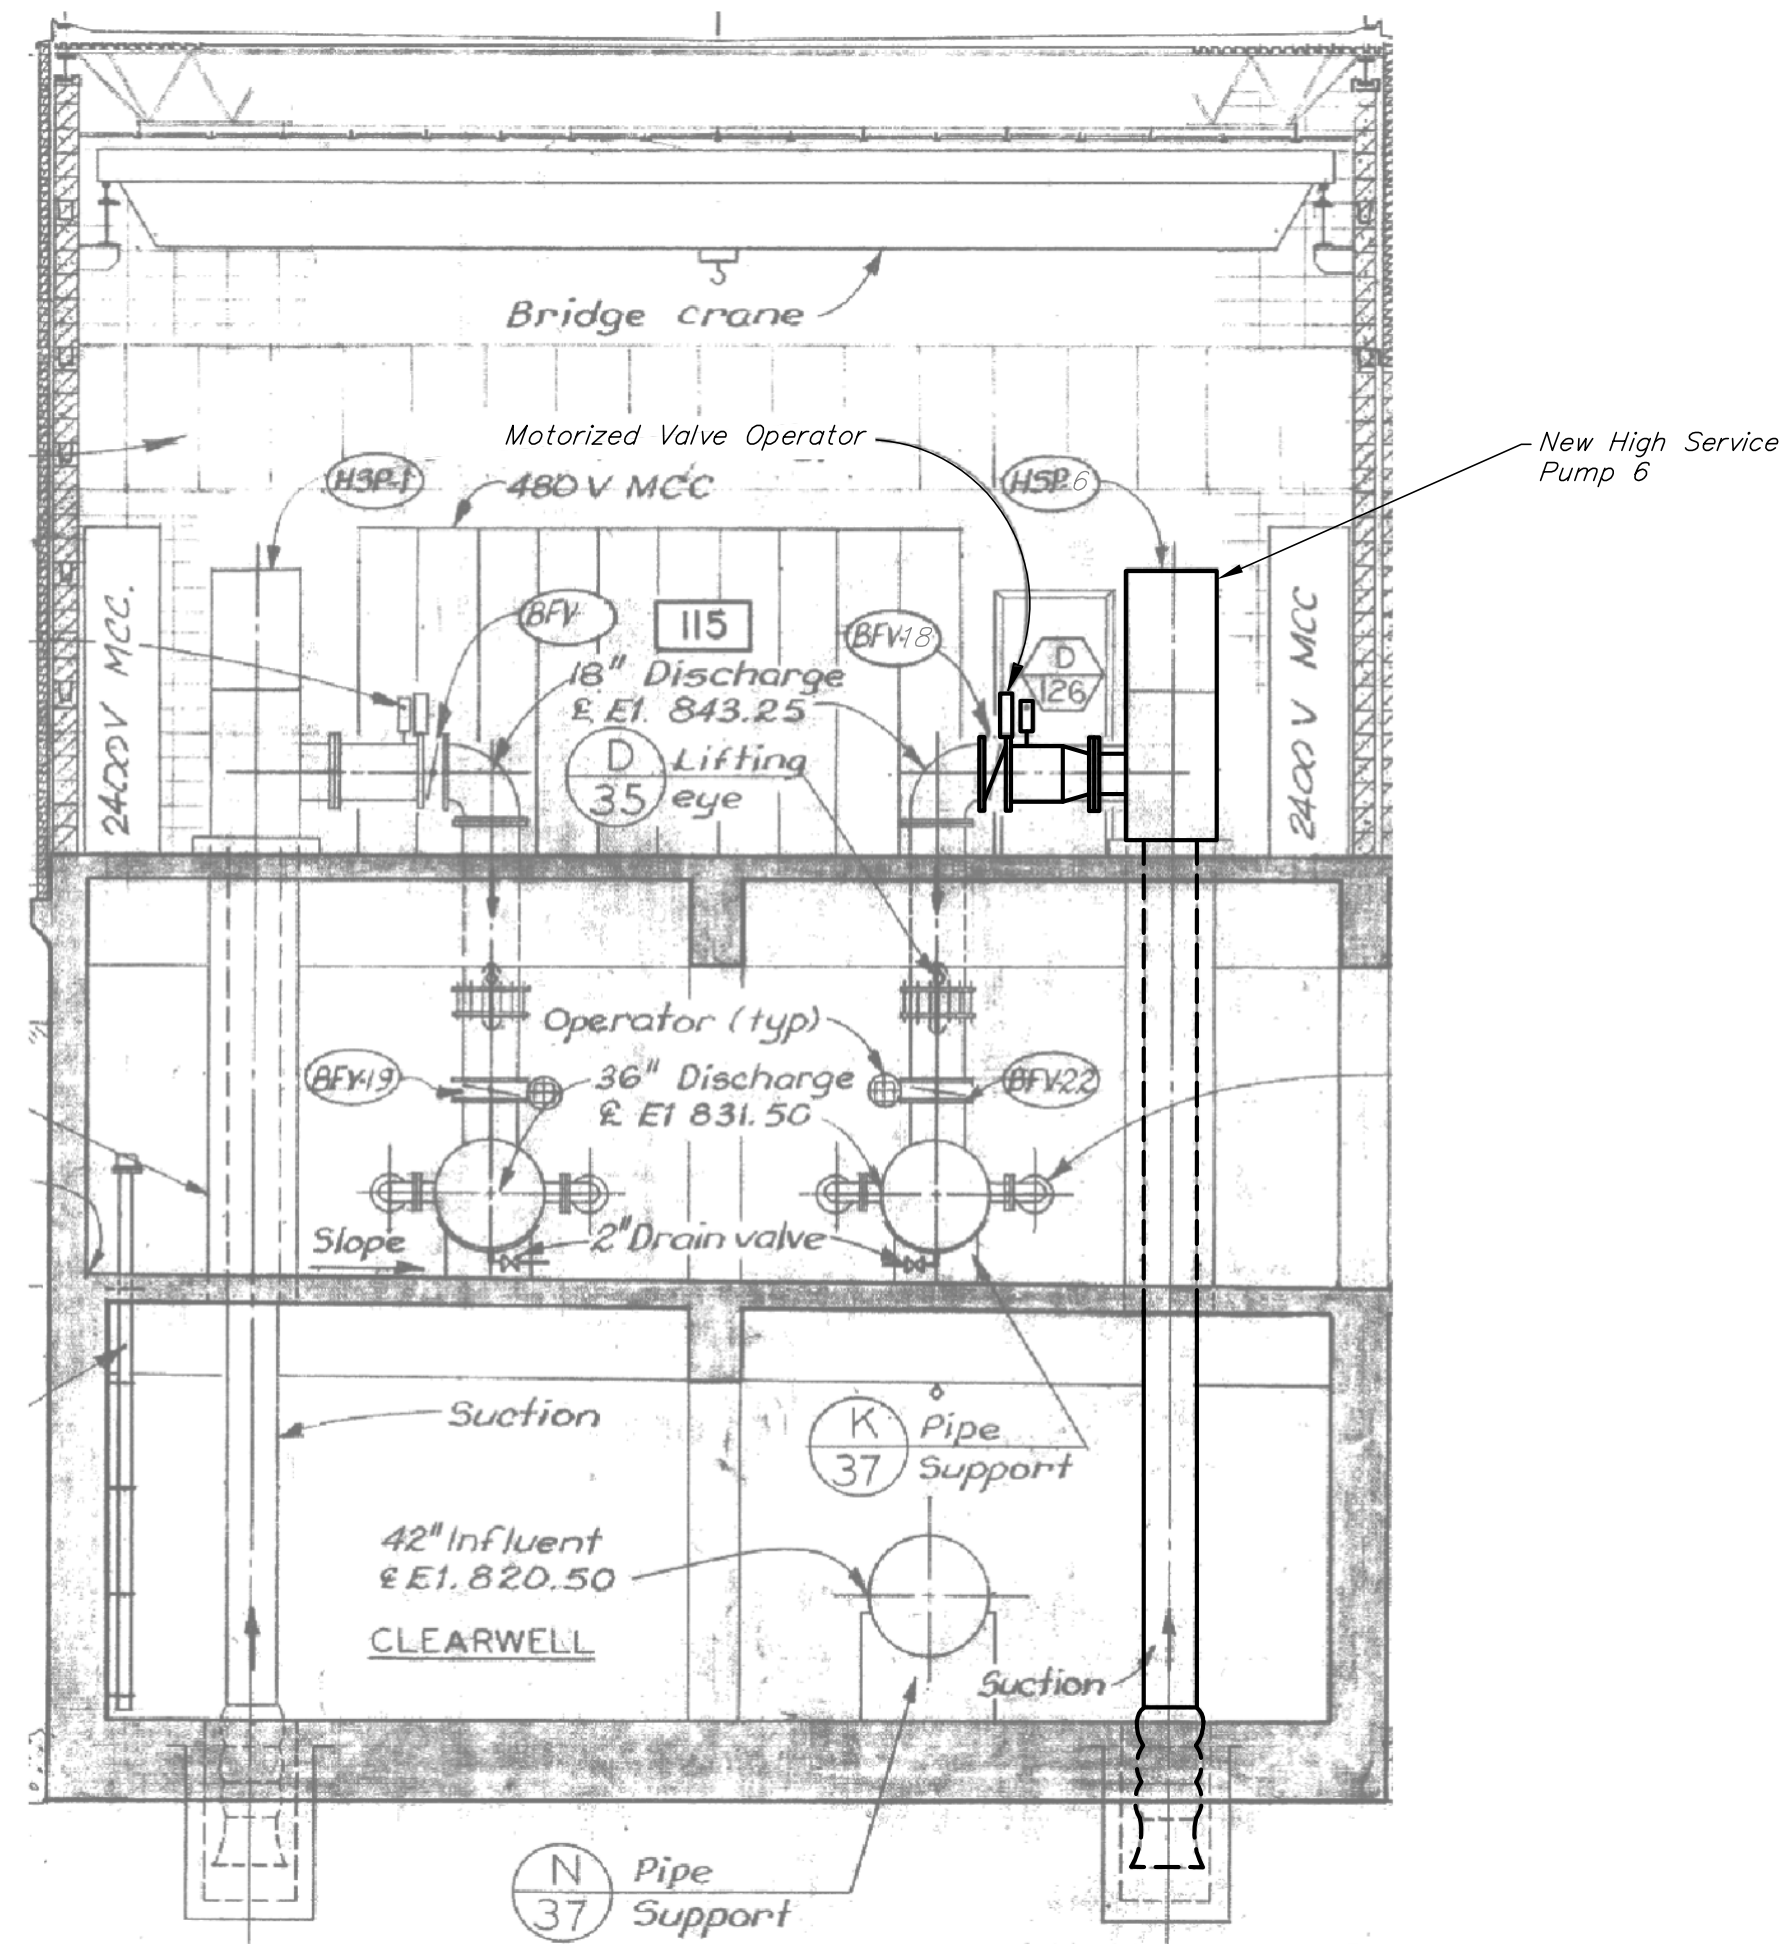 Bridge crane
Motorized Valve Operator
New High Service
Pump 6
HSP-1
480 V MCC
HSP-6
BFV
115
BFV-18
D
126
18" Discharge
℄ El. 843.25
2400V MCC.
2400 V MCC
D
35
Lifting
eye
Operator (typ)
BFV-19
36" Discharge
℄ El 831.50
BFV-22
Slope
2" Drain valve
Suction
K
37
Pipe
Support
42" Influent
℄ El. 820.50
CLEARWELL
Suction
N
37
Pipe
Support